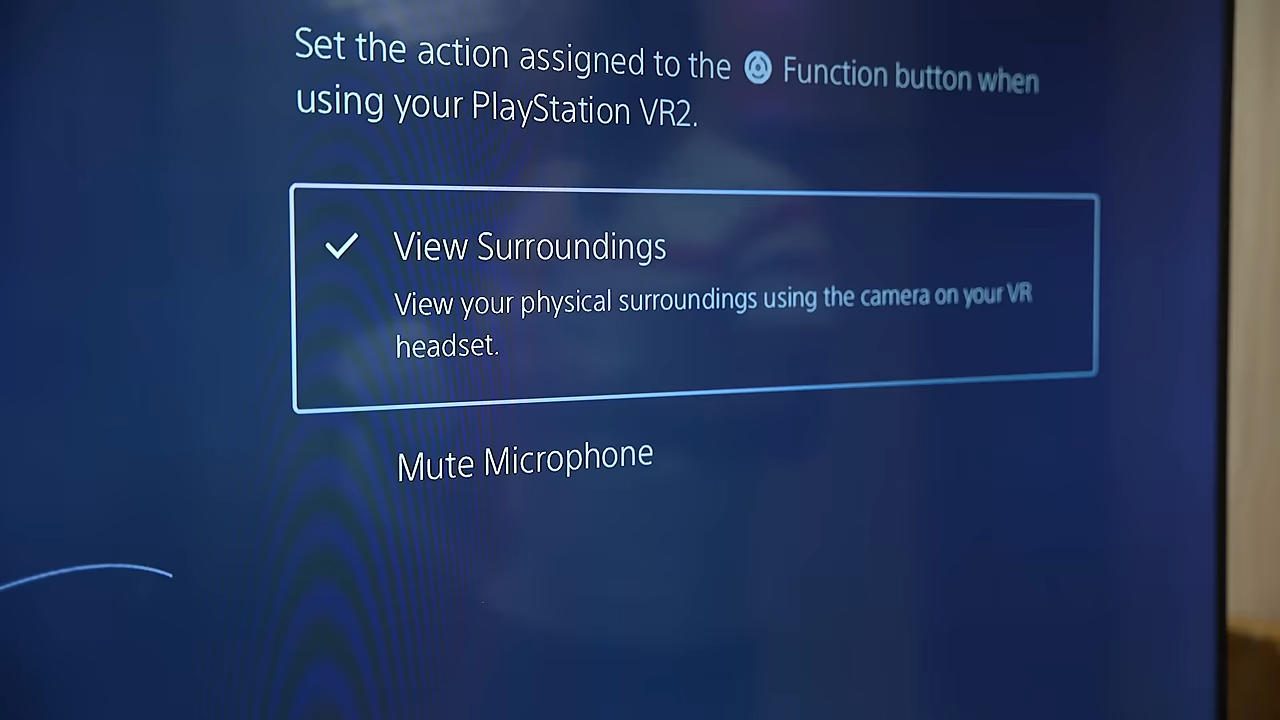 Set the action assigned to the Function button when
using your PlayStation VR2.
View Surroundings
View your physical surroundings using the camera on your VR
headset.
Mute Microphone